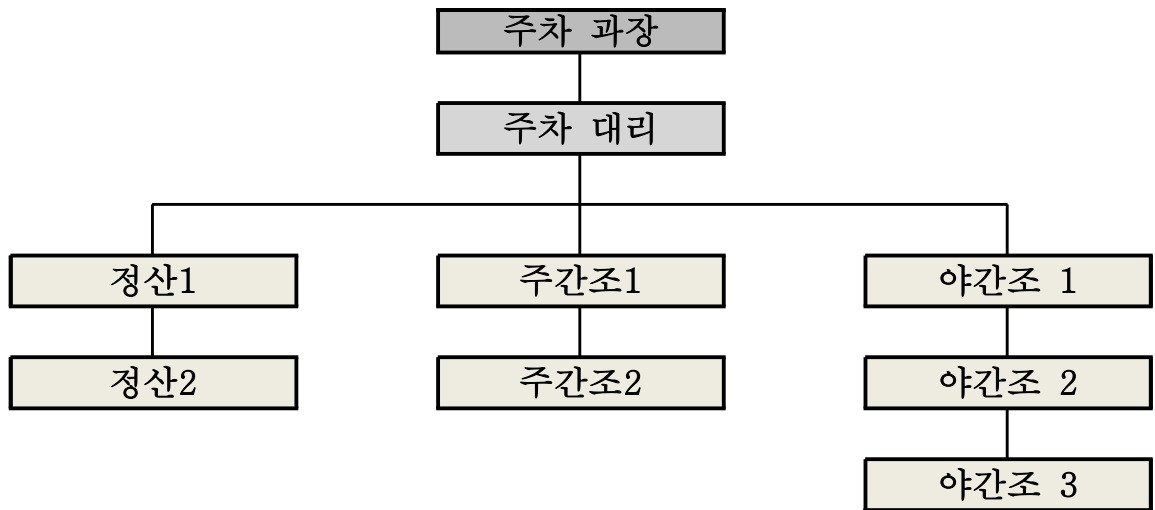 주차 과장
주차 대리
정산1
주간조1
야간조 1
정산2
주간조2
야간조 2
야간조 3